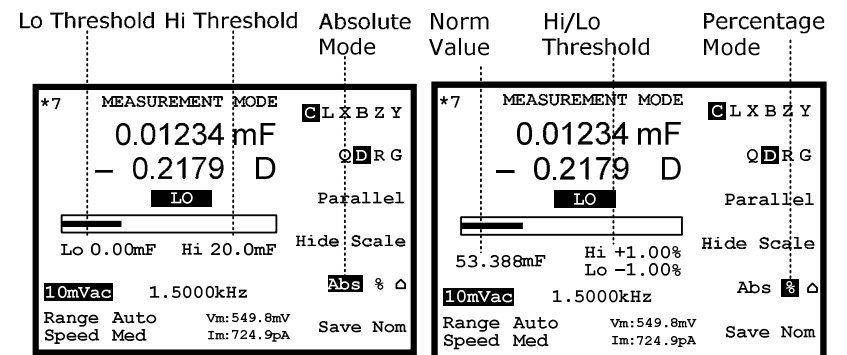 Lo Threshold Hi Threshold Absolute Mode
Norm Value Hi/Lo Threshold Percentage Mode
*7 MEASUREMENT MODE
C L X B Z Y
0.01234 mF
Q D R G
– 0.2179 D
LO
Parallel
Lo 0.00mF Hi 20.0mF
Hide Scale
10mVac 1.5000kHz
Abs % ⌂
Range Auto Vm:549.8mV
Speed Med Im:724.9pA
Save Nom
*7 MEASUREMENT MODE
C L X B Z Y
0.01234 mF
Q D R G
– 0.2179 D
LO
Parallel
Hide Scale
53.388mF Hi +1.00%
Lo –1.00%
10mVac 1.5000kHz
Abs % ⌂
Range Auto Vm:549.8mV
Speed Med Im:724.9pA
Save Nom